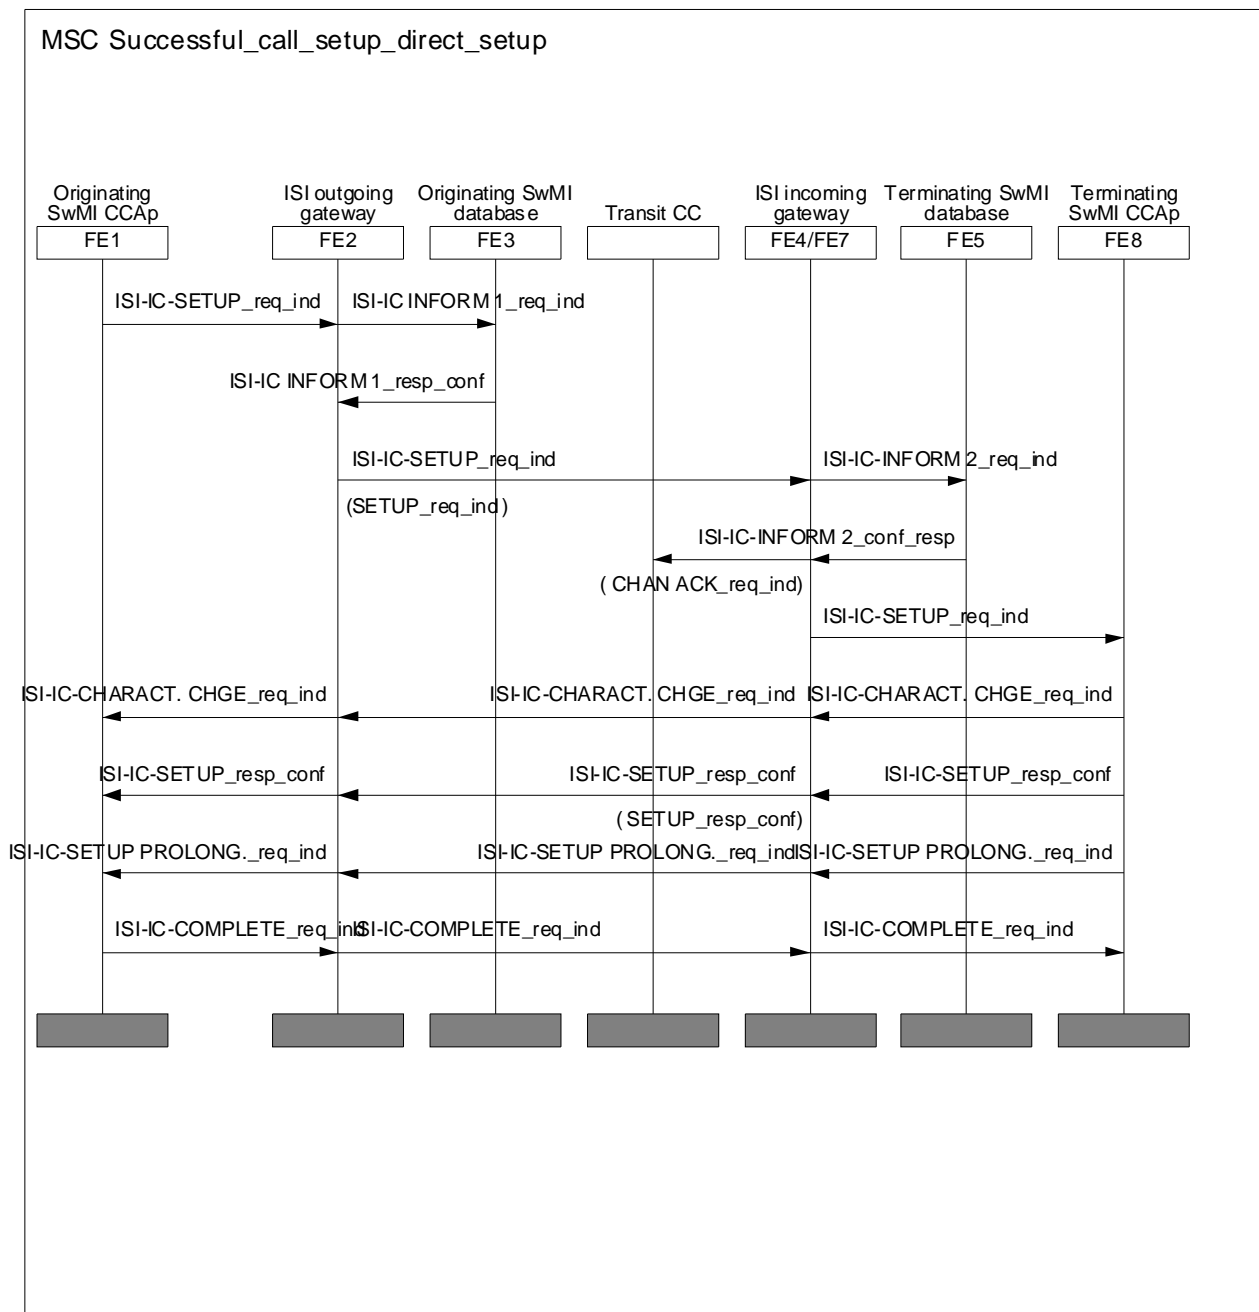 MSC Successful_call_setup_direct_setup
Originating
SwMI CCAp
ISI outgoing
gateway
Originating SwMI
database
Transit CC
ISI incoming
gateway
Terminating SwMI
database
Terminating
SwMI CCAp
FE1
FE2
FE3
FE4/FE7
FE5
FE8
ISI-IC-SETUP_req_ind
ISI-IC INFORM 1_req_ind
ISI-IC INFORM 1_resp_conf
ISI-IC-SETUP_req_ind
ISI-IC-INFORM 2_req_ind
(SETUP_req_ind)
ISI-IC-INFORM 2_conf_resp
( CHAN ACK_req_ind)
ISI-IC-SETUP_req_ind
ISI-IC-CHARACT. CHGE_req_ind
ISI-IC-CHARACT. CHGE_req_ind
ISI-IC-CHARACT. CHGE_req_ind
ISI-IC-SETUP_resp_conf
ISI-IC-SETUP_resp_conf
ISI-IC-SETUP_resp_conf
( SETUP_resp_conf)
ISI-IC-SETUP PROLONG._req_ind
ISI-IC-SETUP PROLONG._req_ind
ISI-IC-SETUP PROLONG._req_ind
ISI-IC-COMPLETE_req_ind
ISI-IC-COMPLETE_req_ind
ISI-IC-COMPLETE_req_ind